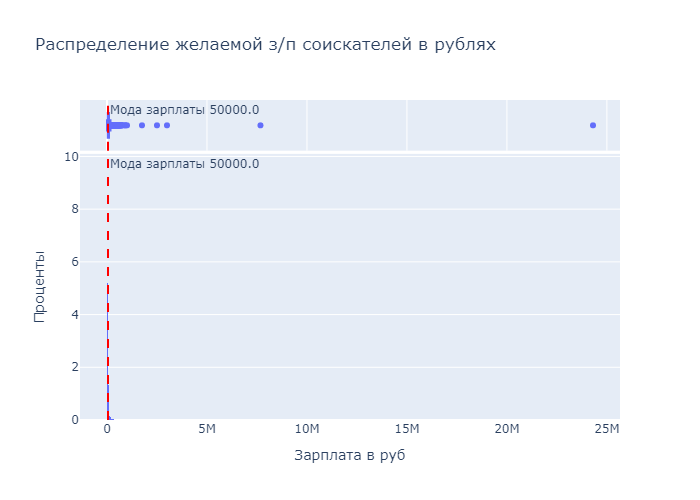 Распределение желаемой з/п соискателей в рублях
Мода зарплаты 50000.0
10
Мода зарплаты 50000.0
8
6
4
2
0
Проценты
0 5M 10M 15M 20M 25M
Зарплата в руб